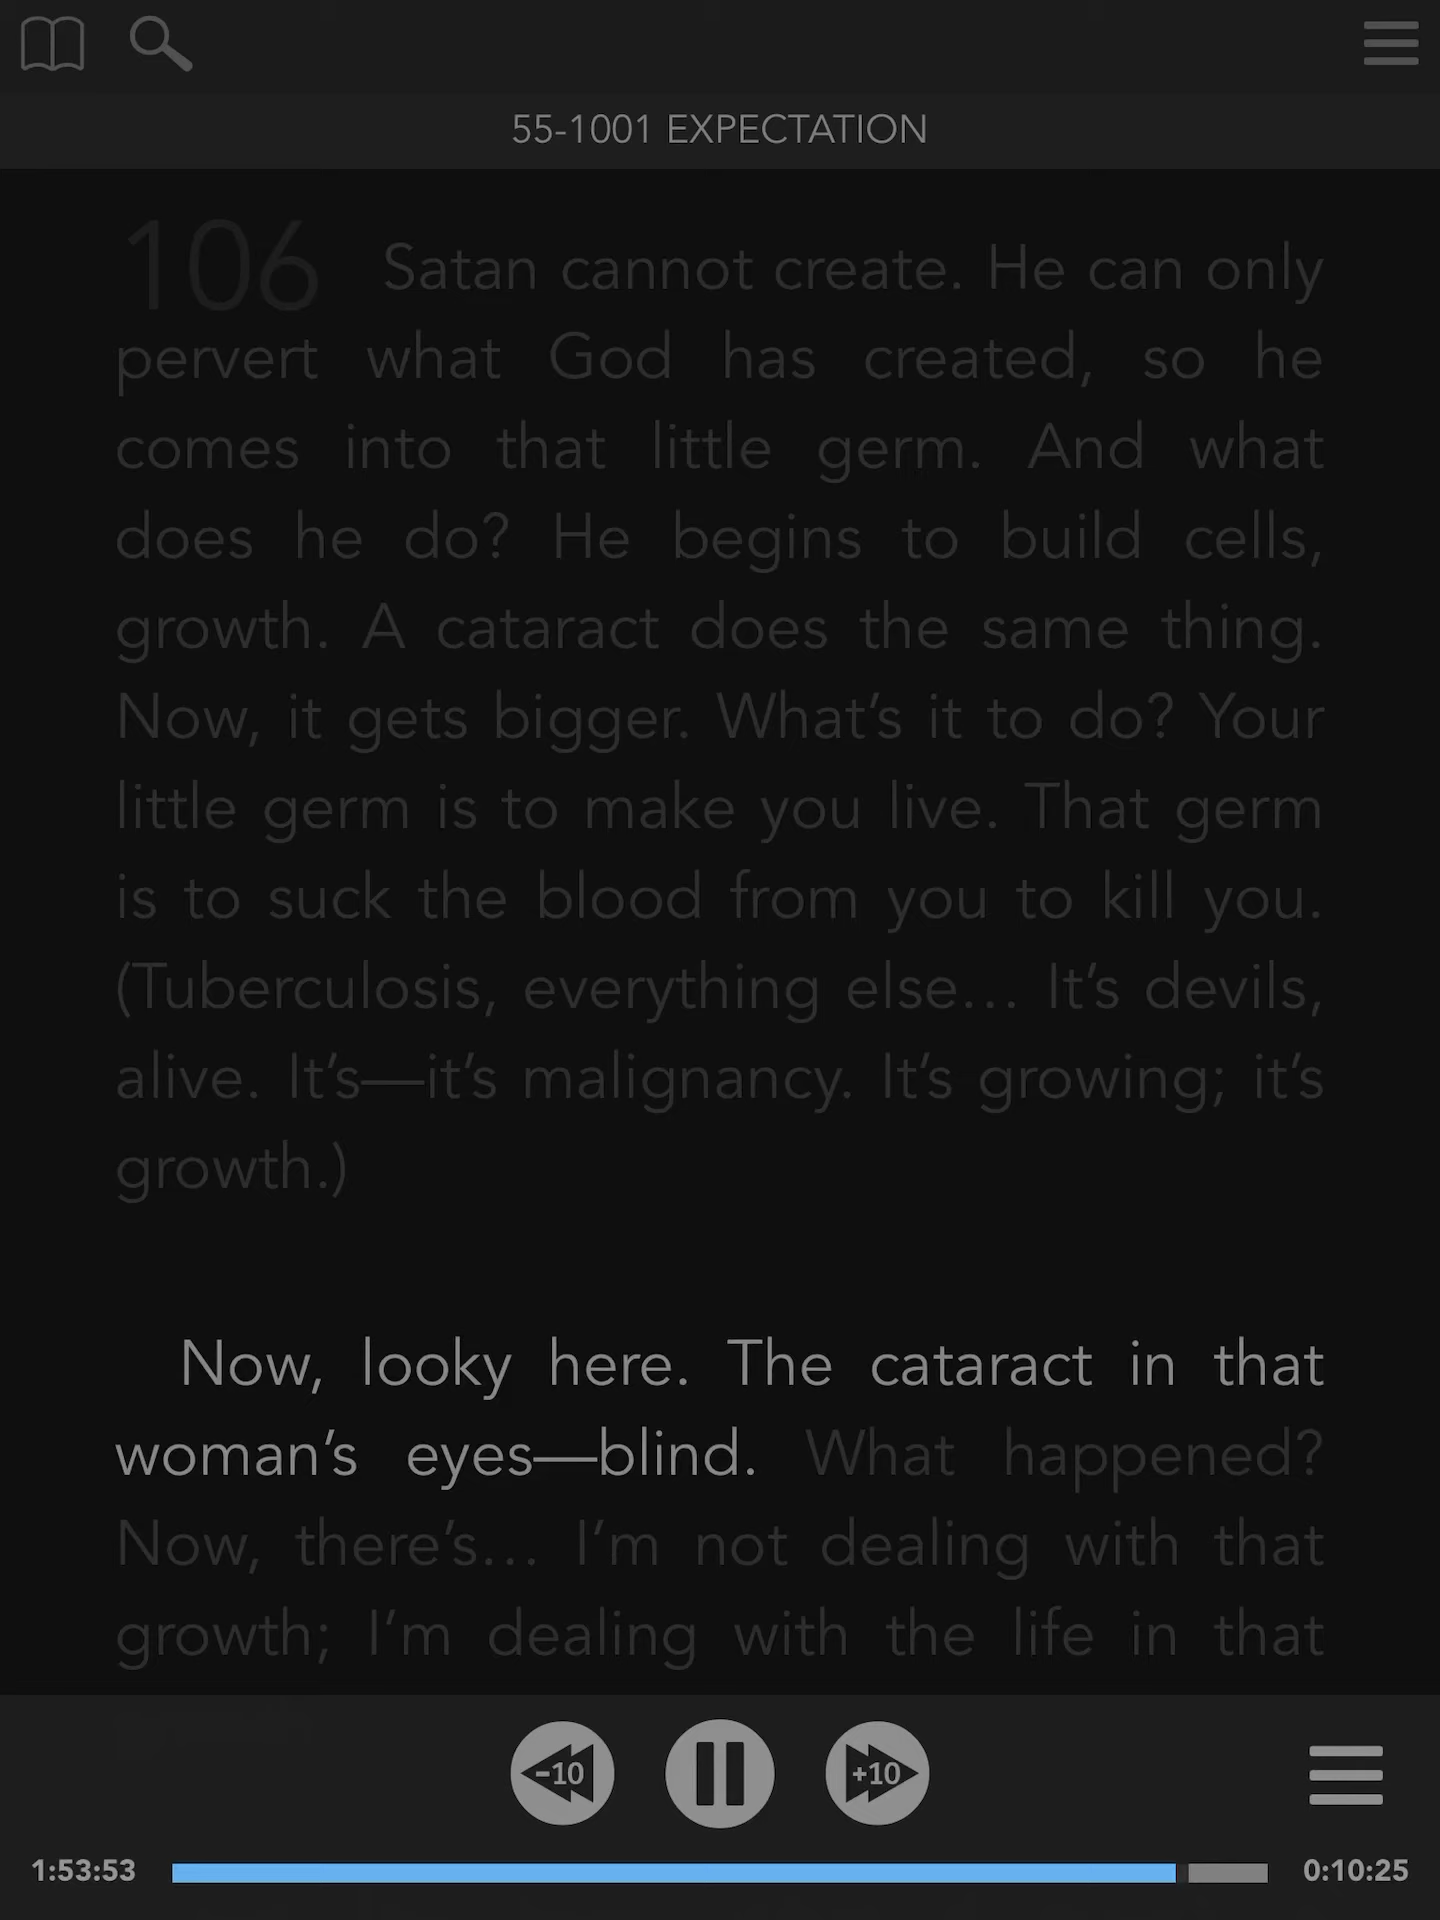 55-1001 EXPECTATION
106 Satan cannot create. He can only
pervert what God has created, so he
comes into that little germ. And what
does he do? He begins to build cells,
growth. A cataract does the same thing.
Now, it gets bigger. What’s it to do? Your
little germ is to make you live. That germ
is to suck the blood from you to kill you.
(Tuberculosis, everything else… It’s devils,
alive. It’s—it’s malignancy. It’s growing; it’s
growth.)
Now, looky here. The cataract in that
woman’s eyes—blind. What happened?
Now, there’s… I’m not dealing with that
growth; I’m dealing with the life in that
-10
+10
1:53:53
0:10:25